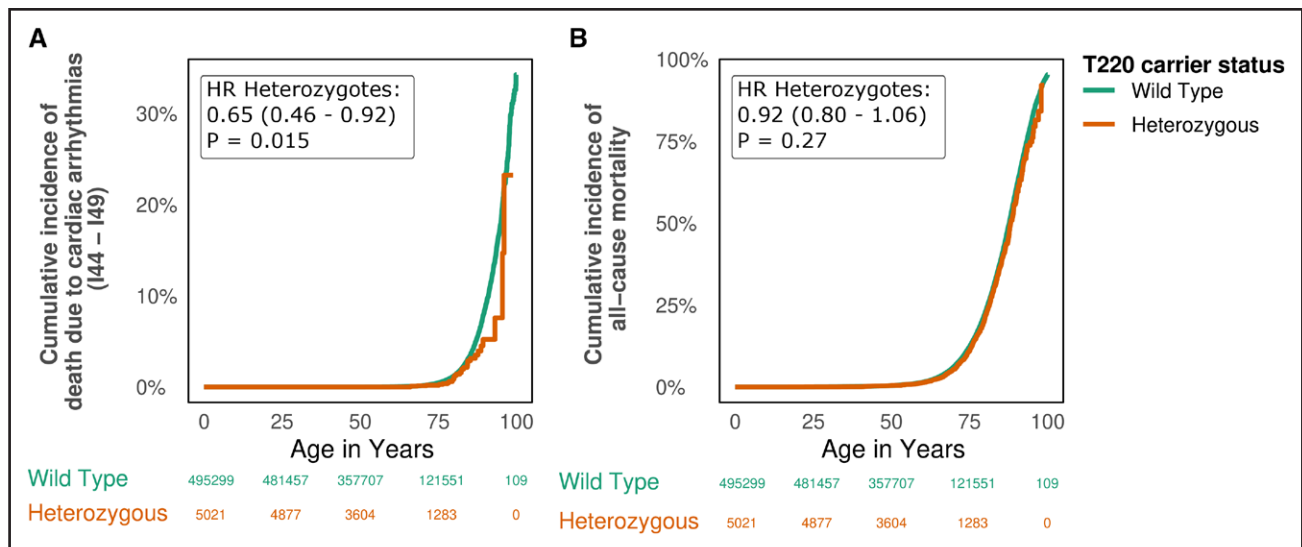 A
Cumulative incidence of
death due to cardiac arrhythmias
(I44 – I49)
30%
20%
10%
0%
HR Heterozygotes:
0.65 (0.46 - 0.92)
P = 0.015
0 25 50 75 100
Age in Years
Wild Type 495299 481457 357707 121551 109
Heterozygous 5021 4877 3604 1283 0
B
Cumulative incidence of
all–cause mortality
100%
75%
50%
25%
0%
HR Heterozygotes:
0.92 (0.80 - 1.06)
P = 0.27
0 25 50 75 100
Age in Years
Wild Type 495299 481457 357707 121551 109
Heterozygous 5021 4877 3604 1283 0
T220 carrier status
Wild Type
Heterozygous